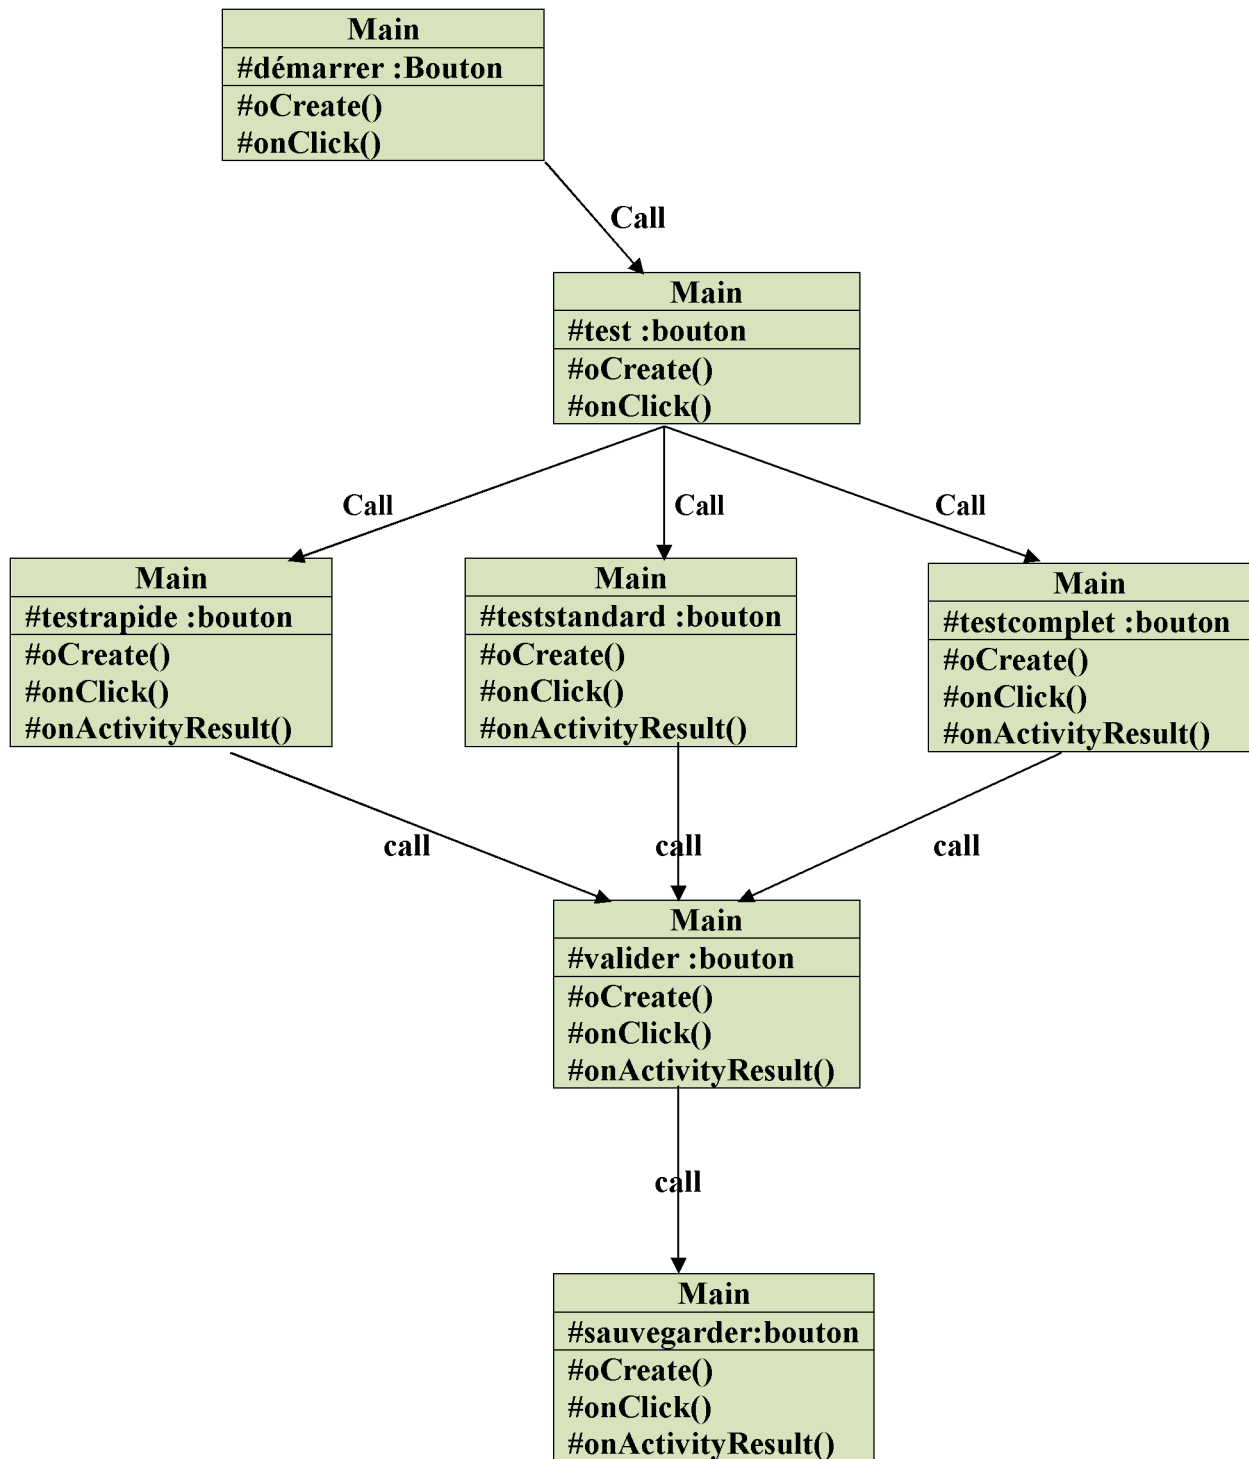 Main
#démarrer :Bouton
#oCreate()
#onClick()
Call
Main
#test :bouton
#oCreate()
#onClick()
Call
Call
Call
Main
#testrapide :bouton
#oCreate()
#onClick()
#onActivityResult()
Main
#teststandard :bouton
#oCreate()
#onClick()
#onActivityResult()
Main
#testcomplet :bouton
#oCreate()
#onClick()
#onActivityResult()
call
call
call
Main
#valider :bouton
#oCreate()
#onClick()
#onActivityResult()
call
Main
#sauvegarder:bouton
#oCreate()
#onClick()
#onActivityResult()